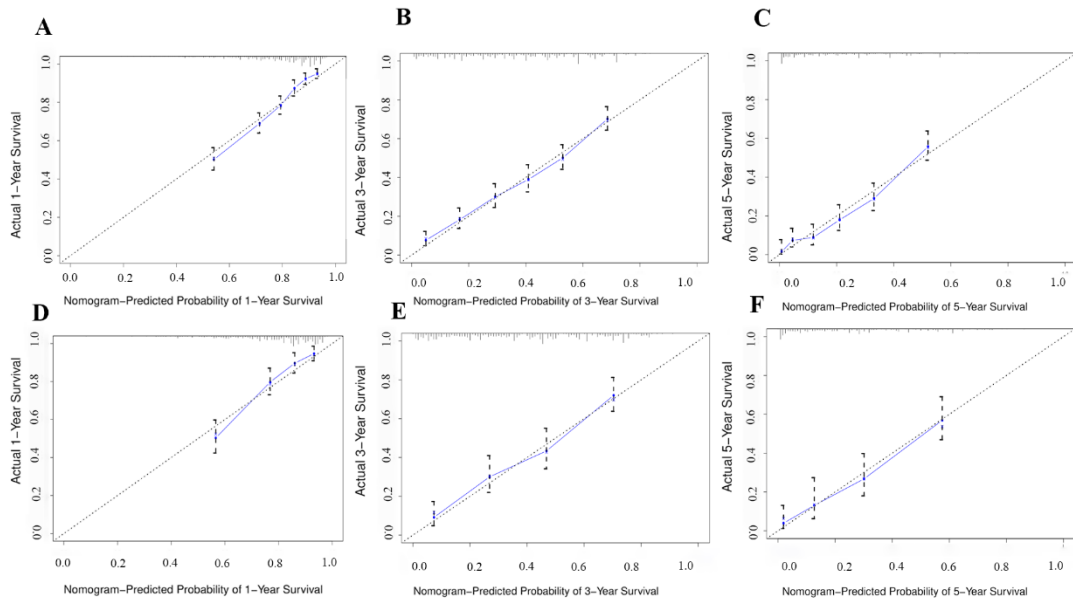 A
Actual 1-Year Survival
0.0 0.2 0.4 0.6 0.8 1.0
0.0 0.2 0.4 0.6 0.8 1.0
Nomogram-Predicted Probability of 1-Year Survival
B
Actual 3-Year Survival
0.0 0.2 0.4 0.6 0.8 1.0
0.0 0.2 0.4 0.6 0.8 1.0
Nomogram-Predicted Probability of 3-Year Survival
C
Actual 5-Year Survival
0.0 0.2 0.4 0.6 0.8 1.0
0.0 0.2 0.4 0.6 0.8 1.0
Nomogram-Predicted Probability of 5-Year Survival
D
Actual 1-Year Survival
0.0 0.2 0.4 0.6 0.8 1.0
0.0 0.2 0.4 0.6 0.8 1.0
Nomogram-Predicted Probability of 1-Year Survival
E
Actual 3-Year Survival
0.0 0.2 0.4 0.6 0.8 1.0
0.0 0.2 0.4 0.6 0.8 1.0
Nomogram-Predicted Probability of 3-Year Survival
F
Actual 5-Year Survival
0.0 0.2 0.4 0.6 0.8 1.0
0.0 0.2 0.4 0.6 0.8 1.0
Nomogram-Predicted Probability of 5-Year Survival